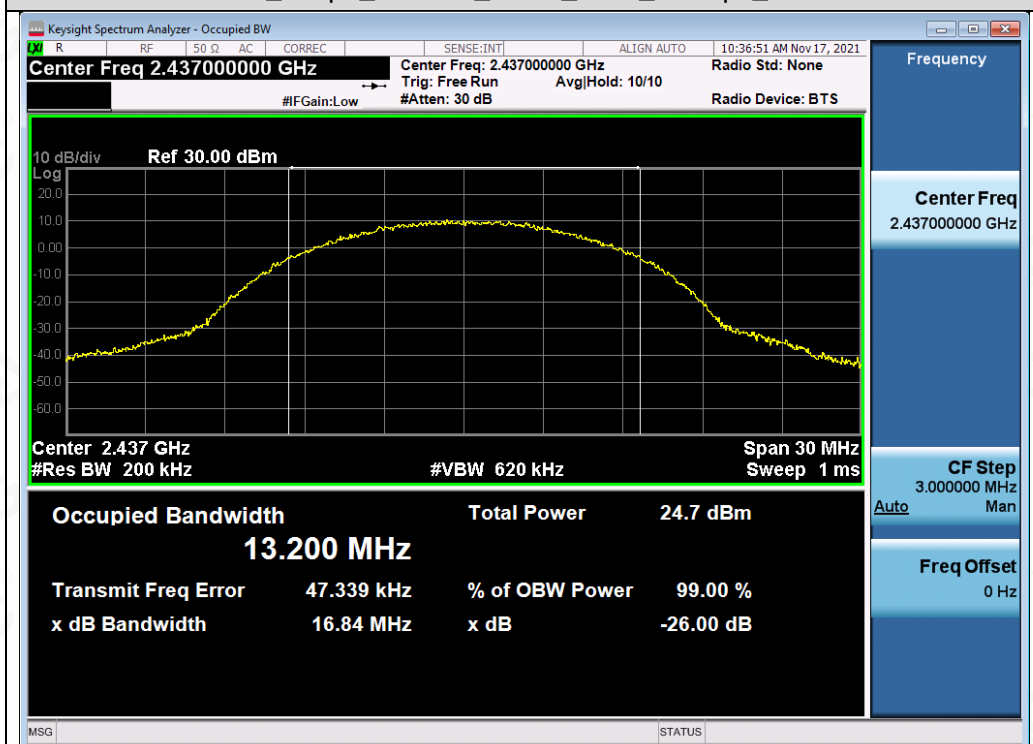 Keysight Spectrum Analyzer - Occupied BW
LXI R RF 50 Ω AC CORREC SENSE:INT ALIGN AUTO 10:36:51 AM Nov 17, 2021
Center Freq 2.437000000 GHz Center Freq: 2.437000000 GHz Radio Std: None
Trig: Free Run Avg|Hold: 10/10
#IFGain:Low #Atten: 30 dB Radio Device: BTS
10 dB/div Ref 30.00 dBm
Log
20.0
10.0
0.00
-10.0
-20.0
-30.0
-40.0
-50.0
-60.0
Center 2.437 GHz Span 30 MHz
#Res BW 200 kHz #VBW 620 kHz Sweep 1 ms
Occupied Bandwidth Total Power 24.7 dBm
13.200 MHz
Transmit Freq Error 47.339 kHz % of OBW Power 99.00 %
x dB Bandwidth 16.84 MHz x dB -26.00 dB
MSG STATUS
Frequency
Center Freq
2.437000000 GHz
CF Step
3.000000 MHz
Auto Man
Freq Offset
0 Hz